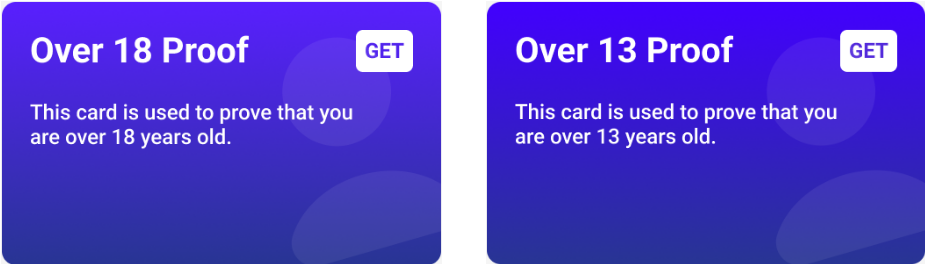 Over 18 Proof
GET
This card is used to prove that you
are over 18 years old.
Over 13 Proof
GET
This card is used to prove that you
are over 13 years old.